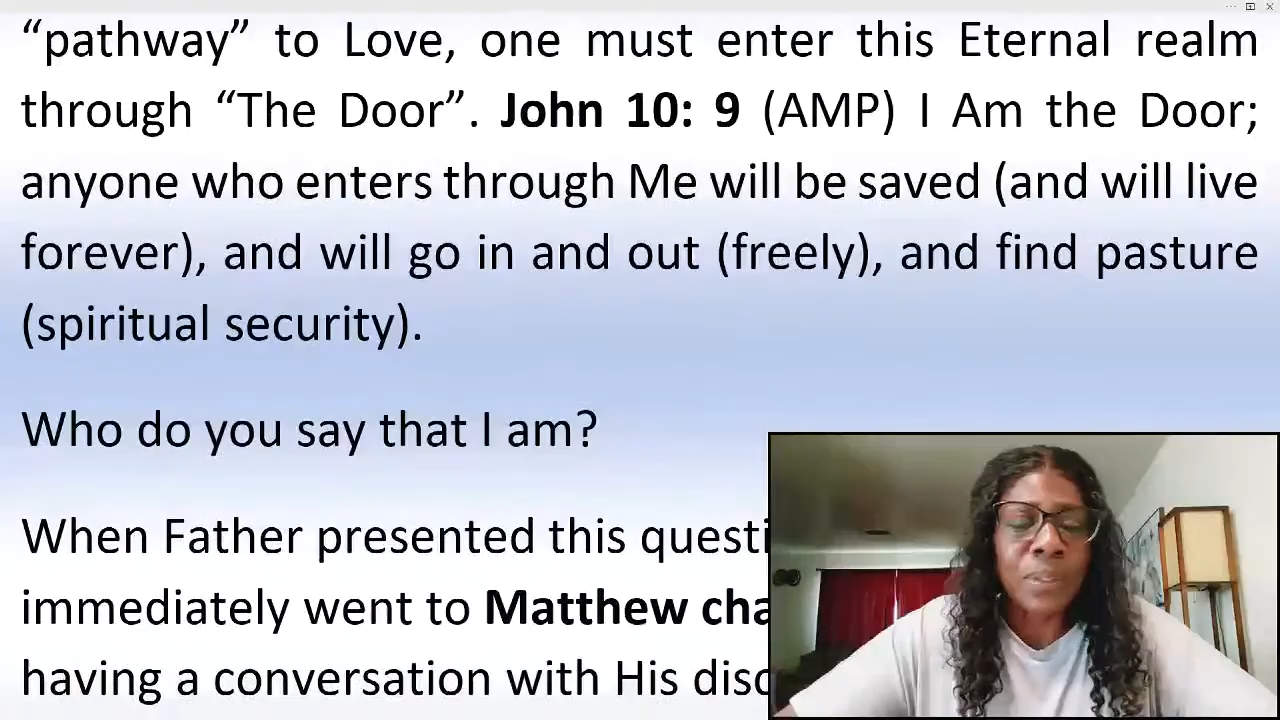 “pathway” to Love, one must enter this Eternal realm
through “The Door”. John 10: 9 (AMP) I Am the Door;
anyone who enters through Me will be saved (and will live
forever), and will go in and out (freely), and find pasture
(spiritual security).
Who do you say that I am?
When Father presented this questi
immediately went to Matthew cha
having a conversation with His disc